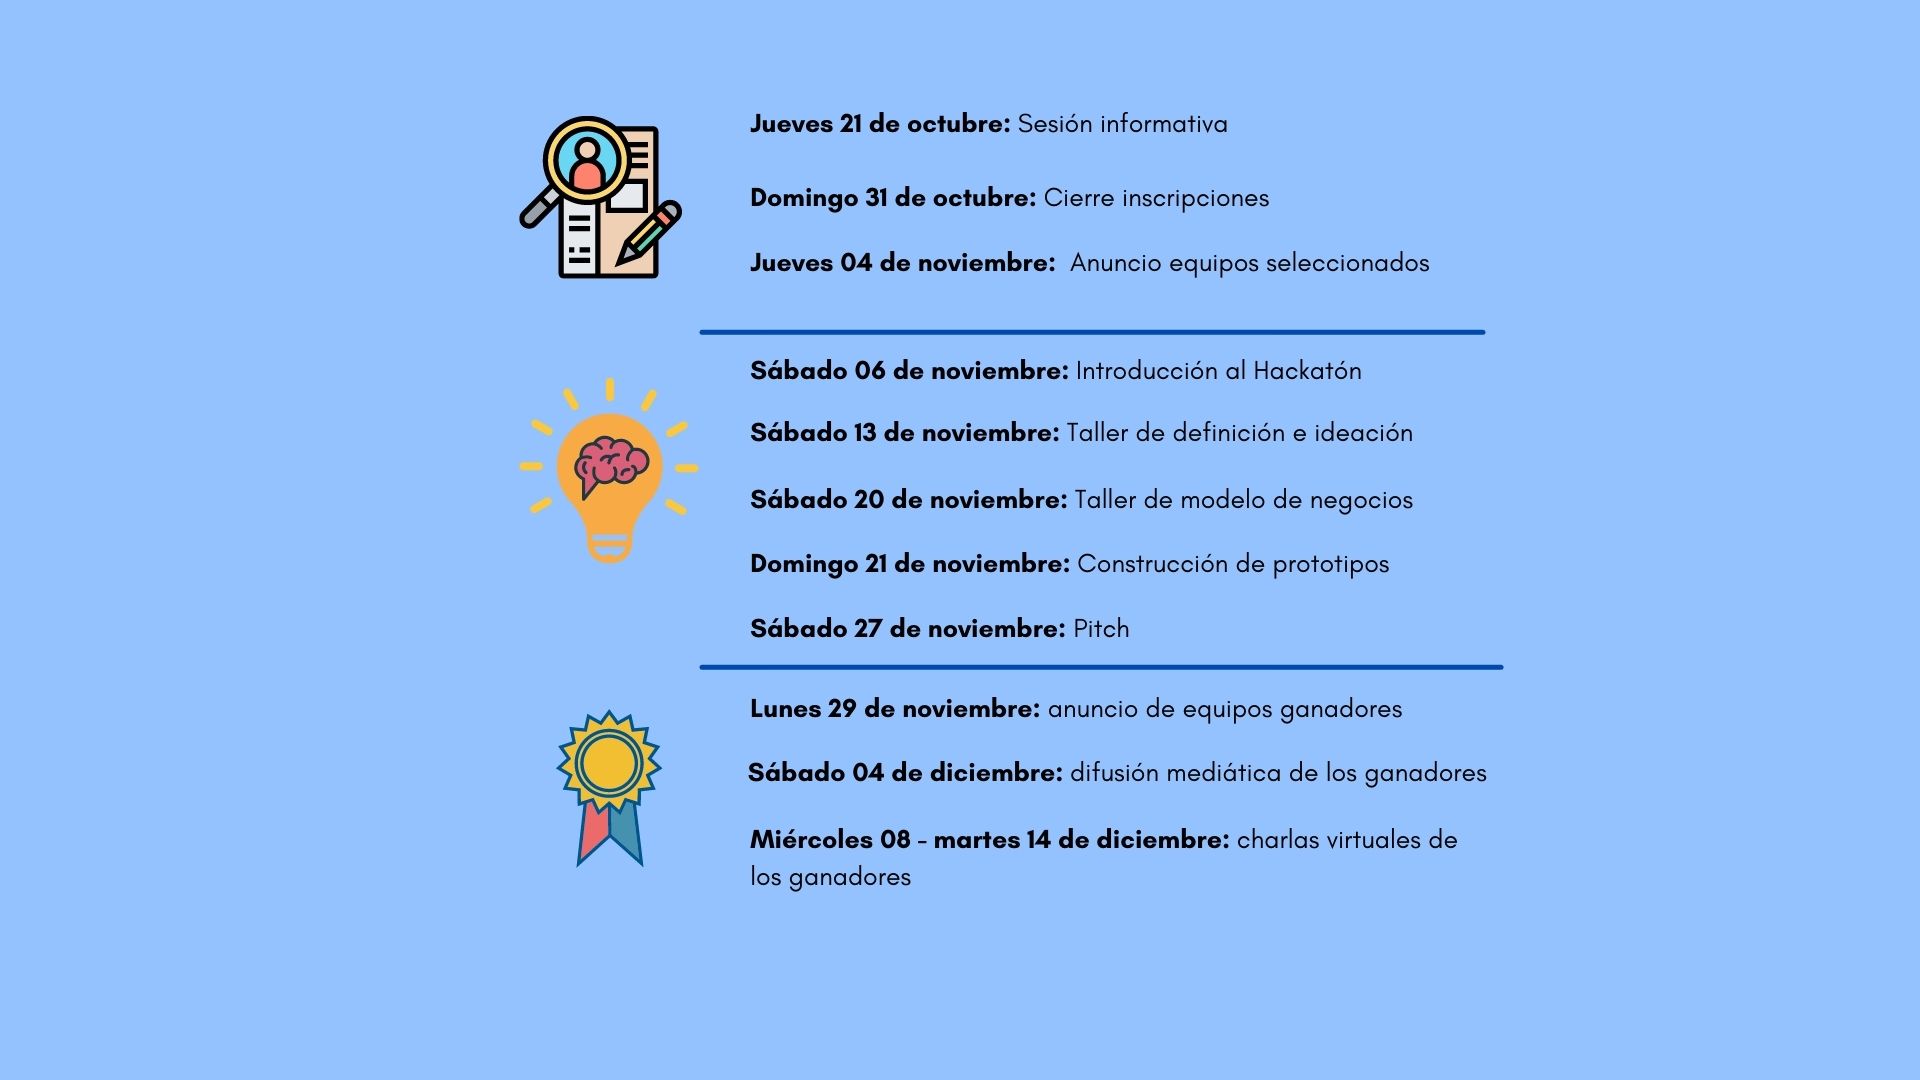 Jueves 21 de octubre: Sesión informativa
Domingo 31 de octubre: Cierre inscripciones
Jueves 04 de noviembre: Anuncio equipos seleccionados
Sábado 06 de noviembre: Introducción al Hackatón
Sábado 13 de noviembre: Taller de definición e ideación
Sábado 20 de noviembre: Taller de modelo de negocios
Domingo 21 de noviembre: Construcción de prototipos
Sábado 27 de noviembre: Pitch
Lunes 29 de noviembre: anuncio de equipos ganadores
Sábado 04 de diciembre: difusión mediática de los ganadores
Miércoles 08 - martes 14 de diciembre: charlas virtuales de
los ganadores